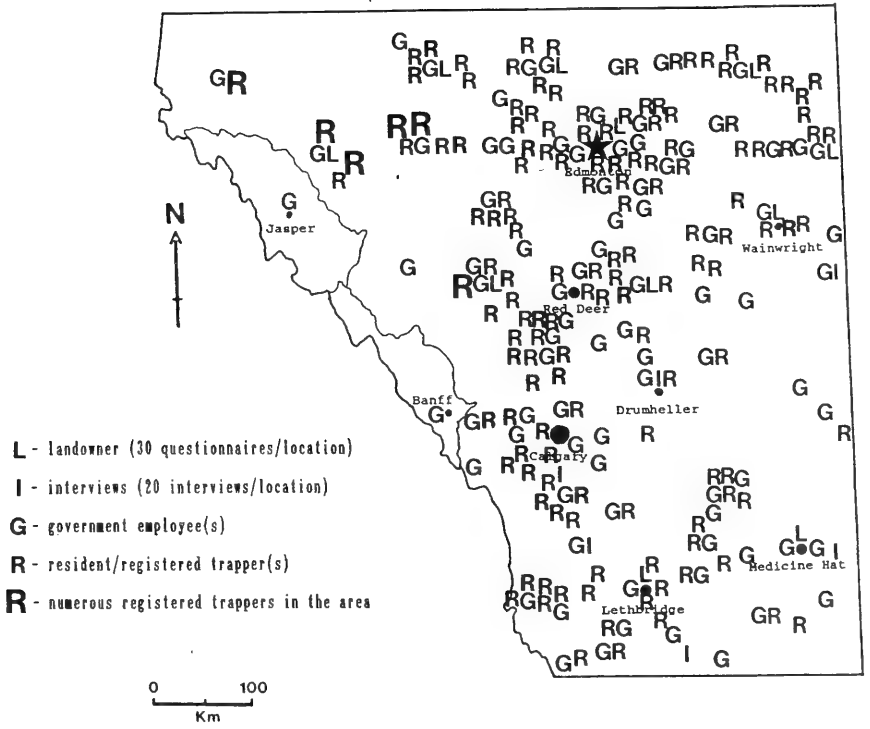 G
R R
R G L R
R
R R
R G G L
R R
G R
G R R R
R
R G L R
R R R
R
R
G R
R R
G L
R
R R
R G R R
G G R R
G
R R
R
R
R G
R R R
R L G R
R R
G G
G R
R G
R R R G R
R R
G L
Edmonton
R G R G R
R G
G
G
Jasper
N
G R
R R R
R
G
R
G L
R R R
Wainwright
R G R
G
G
G R
R G L R
R
R
G R R
R G R R
G R R R G L R
Red Deer
R R
G G
G I
R R R G
R R G
R R G R
R R
G
G R
G
G I R
Drumheller
G R
G
G
R
Banff
G
G R R G
G
G
G R
R
G G
Calgary
R
G
R R R
I
R
R G R
R R
G R
G I
R R G
G R R
G
R
R G
R G
L
G G I
Medicine Hat
R R
R G R R
G
R R
L R
G R
R
Lethbridge
R G
R
G
R G
G
G R
R
G R
G R
I
G
L - landowner (30 questionnaires/location)
I - interviews (20 interviews/location)
G - government employee(s)
R - resident/registered trapper(s)
R - numerous registered trappers in the area
0 100
Km